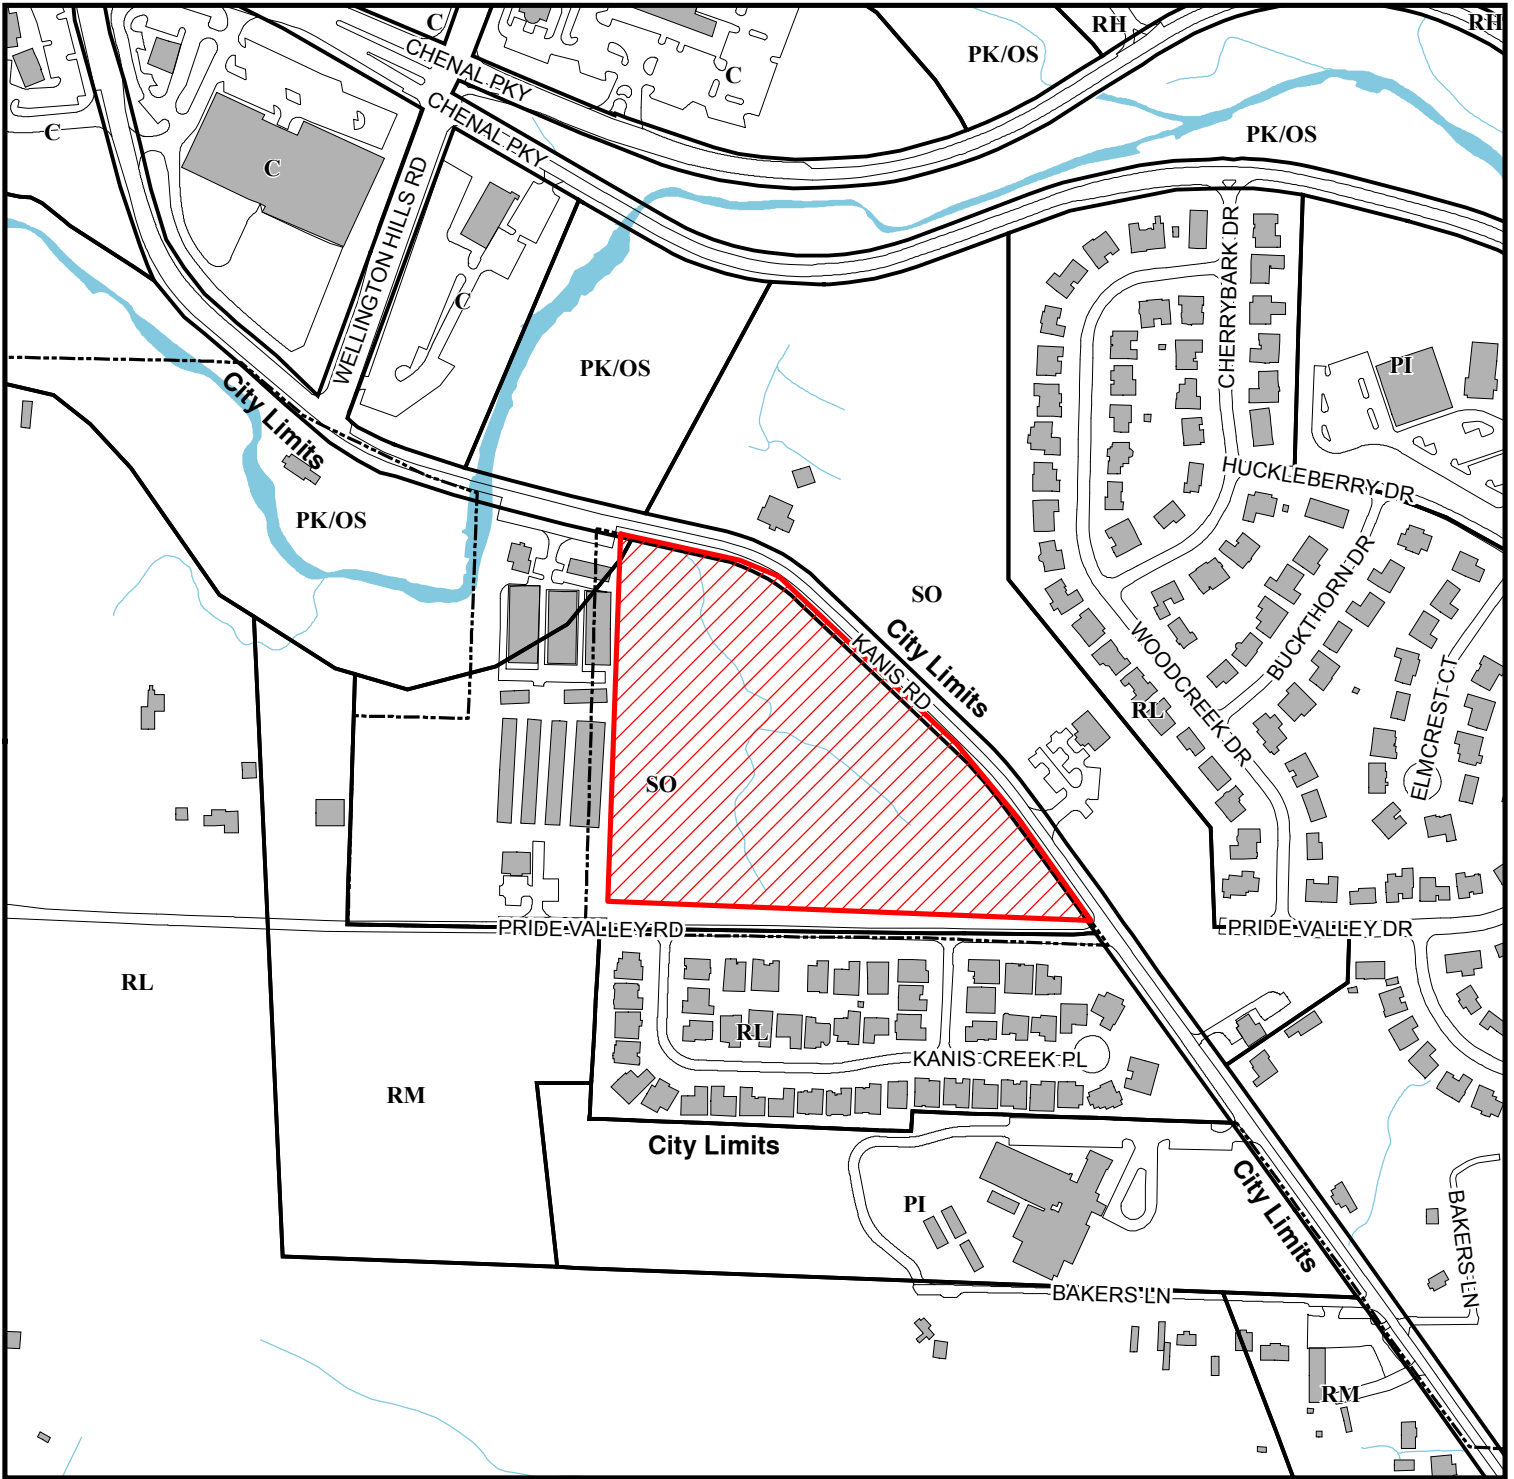 C
RH
RH
CHENAL PKY
PK/OS
C
CHENAL PKY
C
PK/OS
C
WELLINGTON HILLS RD
CHERRYBARK DR
C
PK/OS
PI
City Limits
HUCKLEBERRY DR
PK/OS
BUCKTHORN DR
SO
City Limits
KANIS RD
WOODCREEK DR
RL
ELMCREST CT
SO
PRIDE VALLEY RD
PRIDE VALLEY DR
RL
RL
KANIS CREEK PL
RM
City Limits
City Limits
PI
BAKERS LN
BAKERS LN
RM